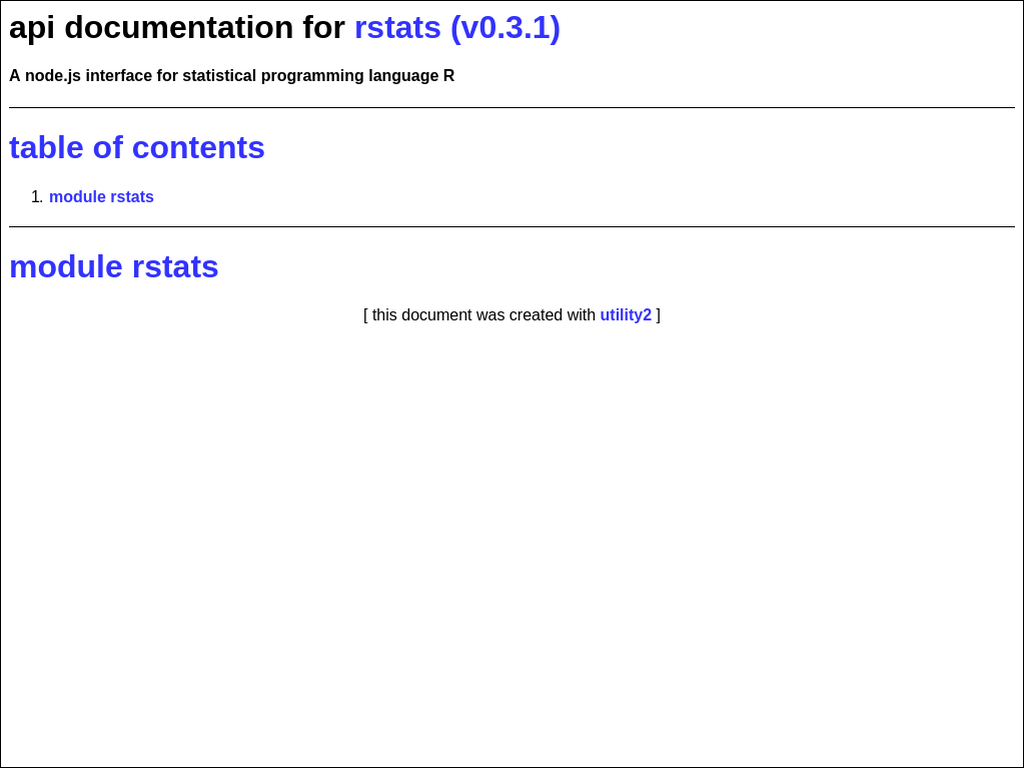 api documentation for rstats (v0.3.1)
A node.js interface for statistical programming language R
table of contents
1. module rstats
module rstats
[ this document was created with utility2 ]